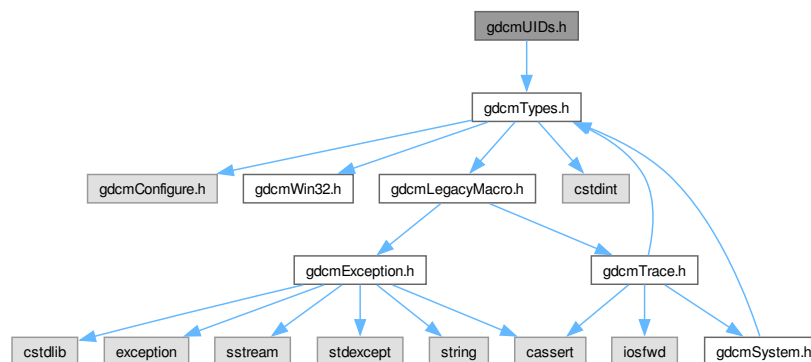 gdcmUIDs.h
gdcmTypes.h
gdcmConfigure.h
gdcmWin32.h
gdcmLegacyMacro.h
cstdint
gdcmException.h
gdcmTrace.h
cstdlib
exception
sstream
stdexcept
string
cassert
iosfwd
gdcmSystem.h